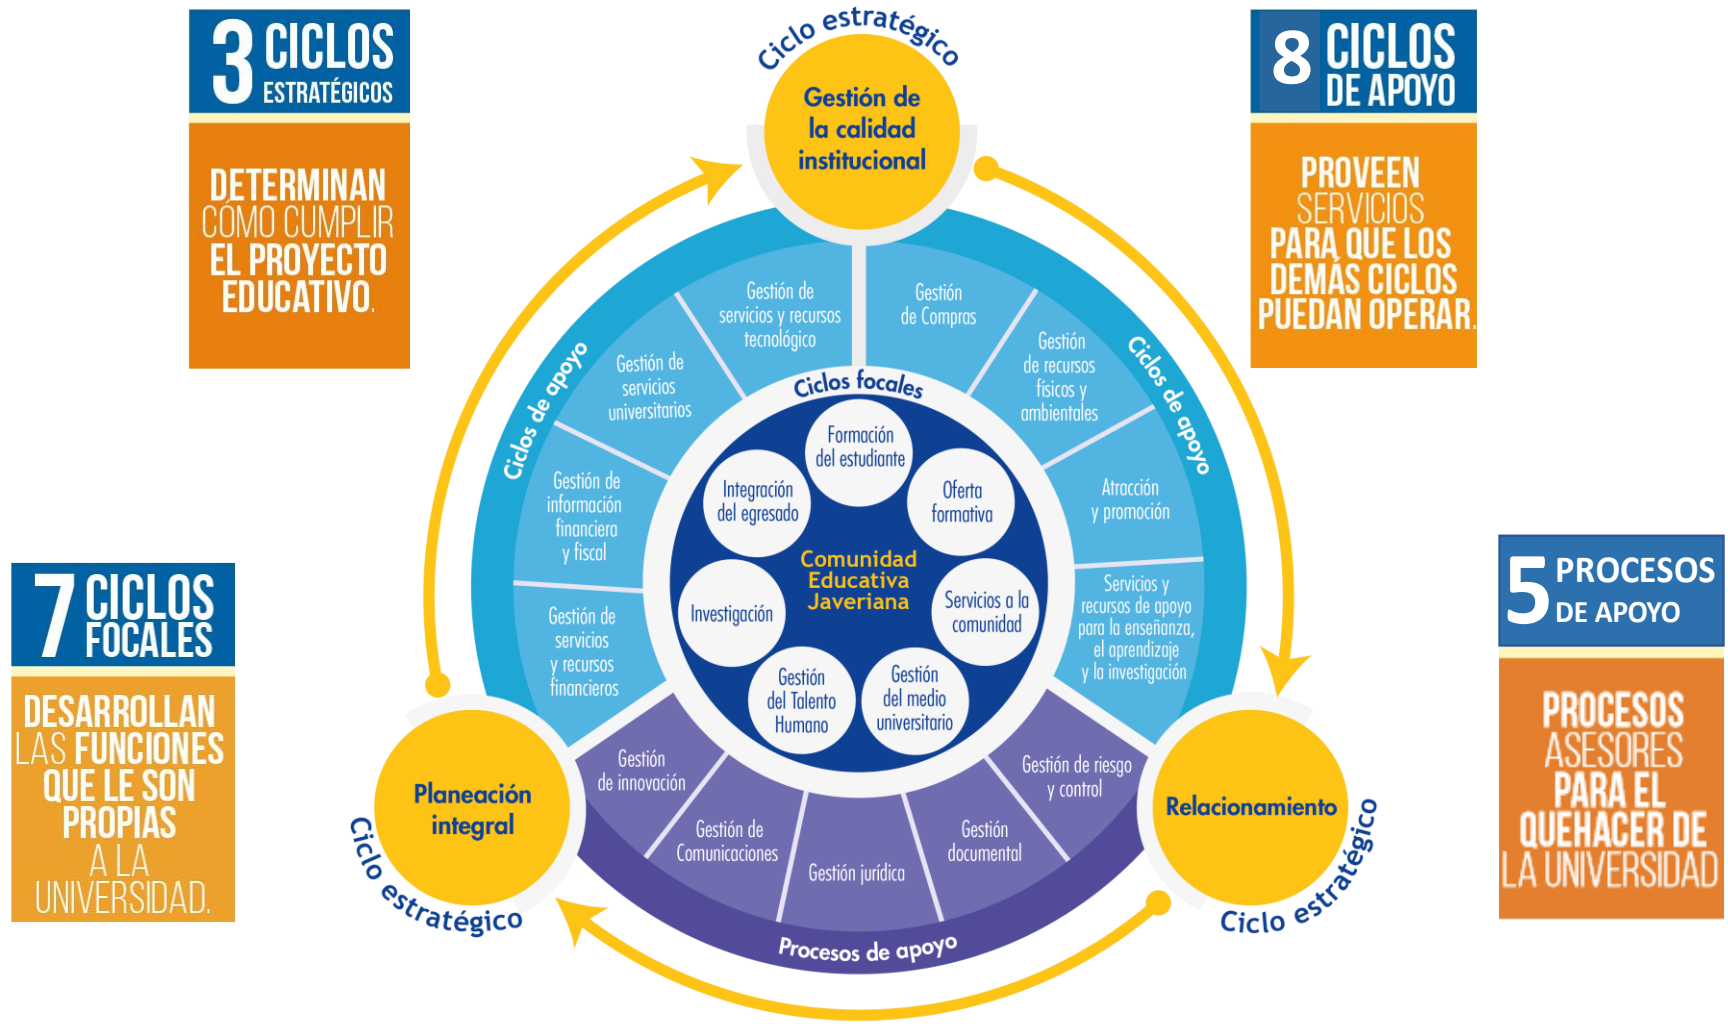 3 CICLOS
ESTRATÉGICOS
DETERMINAN
CÓMO CUMPLIR
EL PROYECTO
EDUCATIVO.
Ciclo estratégico
Gestión de
la calidad
institucional
8 CICLOS
DE APOYO
PROVEEN
SERVICIOS
PARA QUE LOS
DEMÁS CICLOS
PUEDAN OPERAR.
7 CICLOS
FOCALES
DESARROLLAN
LAS FUNCIONES
QUE LE SON
PROPIAS
A LA
UNIVERSIDAD.
5 PROCESOS
DE APOYO
PROCESOS
ASESORES
PARA EL
QUEHACER DE
LA UNIVERSIDAD
Ciclos de apoyo
Gestión de
servicios y recursos
tecnológico
Gestión de
servicios
universitarios
Gestión de
información
financiera
y fiscal
Gestión de
servicios
y recursos
financieros
Ciclos de apoyo
Gestión
de Compras
Gestión
de recursos
físicos y
ambientales
Atracción
y promoción
Servicios y
recursos de apoyo
para la enseñanza,
el aprendizaje
y la investigación
Ciclos focales
Formación
del estudiante
Oferta
formativa
Servicios a la
comunidad
Gestión
del medio
universitario
Gestión
del Talento
Humano
Investigación
Integración
del egresado
Comunidad
Educativa
Javeriana
Gestión
de innovación
Gestión de
Comunicaciones
Gestión jurídica
Gestión
documental
Gestión de riesgo
y control
Procesos de apoyo
Planeación
integral
Ciclo estratégico
Relacionamiento
Ciclo estratégico